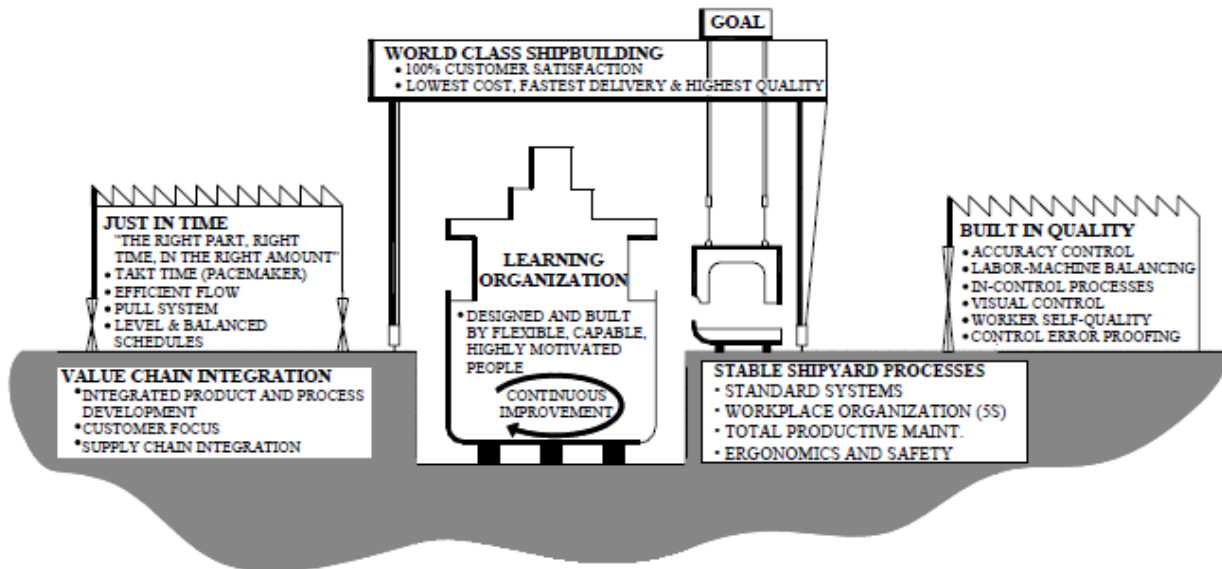 GOAL
WORLD CLASS SHIPBUILDING
• 100% CUSTOMER SATISFACTION
• LOWEST COST, FASTEST DELIVERY & HIGHEST QUALITY
JUST IN TIME
"THE RIGHT PART, RIGHT
TIME, IN THE RIGHT AMOUNT"
• TAKT TIME (PACEMAKER)
• EFFICIENT FLOW
• PULL SYSTEM
• LEVEL & BALANCED
SCHEDULES
LEARNING
ORGANIZATION
• DESIGNED AND BUILT
BY FLEXIBLE, CAPABLE,
HIGHLY MOTIVATED
PEOPLE
CONTINUOUS
IMPROVEMENT
BUILT IN QUALITY
• ACCURACY CONTROL
• LABOR-MACHINE BALANCING
• IN-CONTROL PROCESSES
• VISUAL CONTROL
• WORKER SELF-QUALITY
• CONTROL ERROR PROOFING
VALUE CHAIN INTEGRATION
• INTEGRATED PRODUCT AND PROCESS
DEVELOPMENT
• CUSTOMER FOCUS
• SUPPLY CHAIN INTEGRATION
STABLE SHIPYARD PROCESSES
· STANDARD SYSTEMS
· WORKPLACE ORGANIZATION (5S)
· TOTAL PRODUCTIVE MAINT.
· ERGONOMICS AND SAFETY